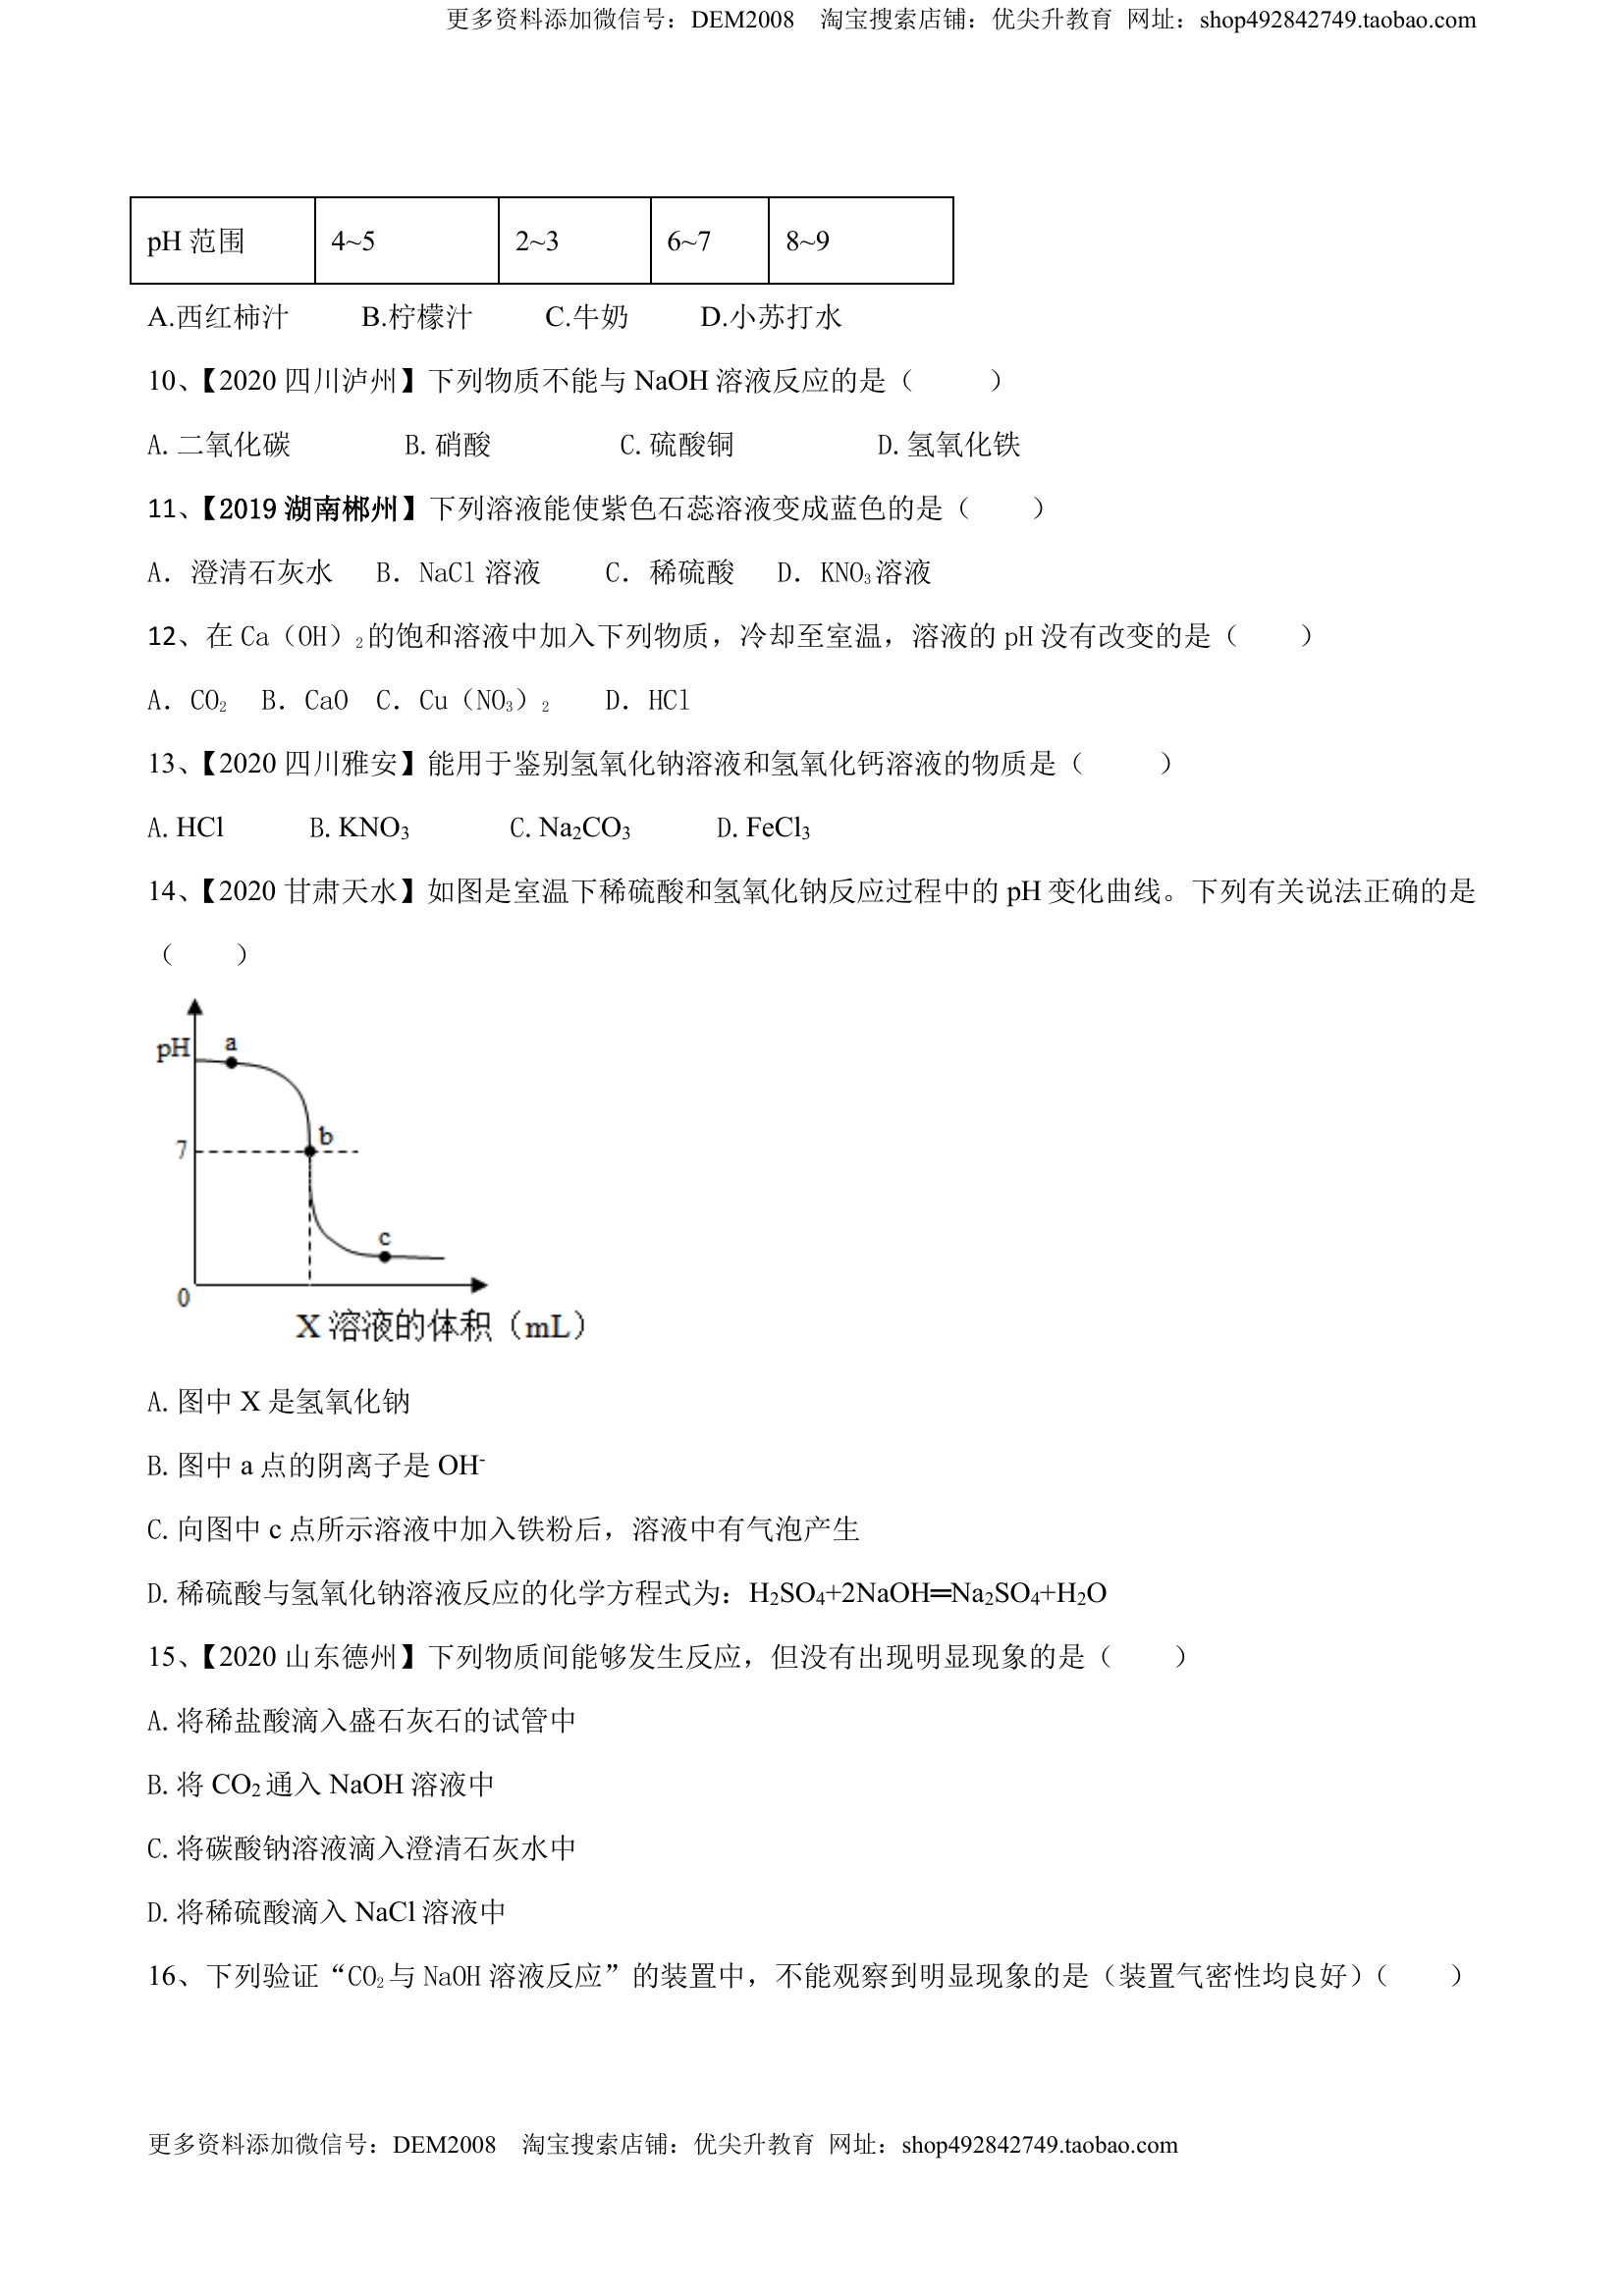 更多资料添加微信号：DEM2008 淘宝搜索店铺：优尖升教育 网址：shop492842749.taobao.com
pH 范围 4~5 2~3 6~7 8~9
A.西红柿汁 B.柠檬汁 C.牛奶 D.小苏打水
10、【2020 四川泸州】下列物质不能与 NaOH 溶液反应的是（ ）
A.二氧化碳 B.硝酸 C.硫酸铜 D.氢氧化铁
11、【2019 湖南郴州】下列溶液能使紫色石蕊溶液变成蓝色的是（ ）
A．澄清石灰水 B．NaCl 溶液 C．稀硫酸 D．KNO₃溶液
12、在 Ca（OH）₂的饱和溶液中加入下列物质，冷却至室温，溶液的 pH 没有改变的是（ ）
A．CO₂ B．CaO C．Cu（NO₃）₂ D．HCl
13、【2020 四川雅安】能用于鉴别氢氧化钠溶液和氢氧化钙溶液的物质是（ ）
A.HCl B.KNO₃ C.Na₂CO₃ D.FeCl₃
14、【2020 甘肃天水】如图是室温下稀硫酸和氢氧化钠反应过程中的 pH 变化曲线。下列有关说法正确的是
（ ）
pH a
7 b
c
0
X 溶液的体积（mL）
A.图中 X 是氢氧化钠
B.图中 a 点的阴离子是 OH⁻
C.向图中 c 点所示溶液中加入铁粉后，溶液中有气泡产生
D.稀硫酸与氢氧化钠溶液反应的化学方程式为：H₂SO₄+2NaOH═Na₂SO₄+H₂O
15、【2020 山东德州】下列物质间能够发生反应，但没有出现明显现象的是（ ）
A.将稀盐酸滴入盛石灰石的试管中
B.将 CO₂通入 NaOH 溶液中
C.将碳酸钠溶液滴入澄清石灰水中
D.将稀硫酸滴入 NaCl 溶液中
16、下列验证“CO₂与 NaOH 溶液反应”的装置中，不能观察到明显现象的是（装置气密性均良好）（ ）
更多资料添加微信号：DEM2008 淘宝搜索店铺：优尖升教育 网址：shop492842749.taobao.com